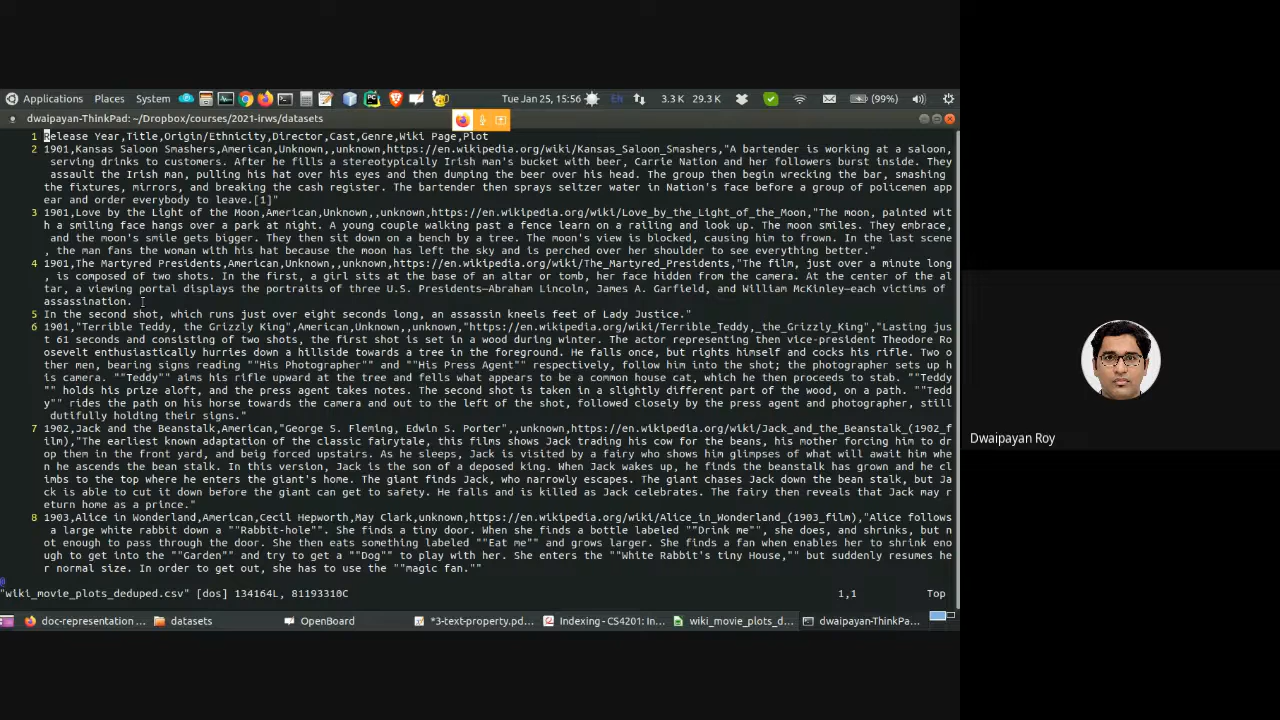 Applications Places System Tue Jan 25, 15:56 En 3.3 K 29.3 K (99%)
dwaipayan-ThinkPad: ~/Dropbox/courses/2021-irws/datasets
1 Release Year,Title,Origin/Ethnicity,Director,Cast,Genre,Wiki Page,Plot
2 1901,Kansas Saloon Smashers,American,Unknown,,unknown,https://en.wikipedia.org/wiki/Kansas_Saloon_Smashers,"A bartender is working at a saloon,
serving drinks to customers. After he fills a stereotypically Irish man's bucket with beer, Carrie Nation and her followers burst inside. They
assault the Irish man, pulling his hat over his eyes and then dumping the beer over his head. The group then begin wrecking the bar, smashing
the fixtures, mirrors, and breaking the cash register. The bartender then sprays seltzer water in Nation's face before a group of policemen app
ear and order everybody to leave.[1]"
3 1901,Love by the Light of the Moon,American,Unknown,,unknown,https://en.wikipedia.org/wiki/Love_by_the_Light_of_the_Moon,"The moon, painted wit
h a smiling face hangs over a park at night. A young couple walking past a fence learn on a railing and look up. The moon smiles. They embrace,
and the moon's smile gets bigger. They then sit down on a bench by a tree. The moon's view is blocked, causing him to frown. In the last scene
, the man fans the woman with his hat because the moon has left the sky and is perched over her shoulder to see everything better."
4 1901,The Martyred Presidents,American,Unknown,,unknown,https://en.wikipedia.org/wiki/The_Martyred_Presidents,"The film, just over a minute long
, is composed of two shots. In the first, a girl sits at the base of an altar or tomb, her face hidden from the camera. At the center of the al
tar, a viewing portal displays the portraits of three U.S. Presidents—Abraham Lincoln, James A. Garfield, and William McKinley—each victims of
assassination.
5 In the second shot, which runs just over eight seconds long, an assassin kneels feet of Lady Justice."
6 1901,"Terrible Teddy, the Grizzly King",American,Unknown,,unknown,"https://en.wikipedia.org/wiki/Terrible_Teddy,_the_Grizzly_King","Lasting jus
t 61 seconds and consisting of two shots, the first shot is set in a wood during winter. The actor representing then vice-president Theodore Ro
osevelt enthusiastically hurries down a hillside towards a tree in the foreground. He falls once, but rights himself and cocks his rifle. Two o
ther men, bearing signs reading ""His Photographer"" and ""His Press Agent"" respectively, follow him into the shot; the photographer sets up h
is camera. ""Teddy"" aims his rifle upward at the tree and fells what appears to be a common house cat, which he then proceeds to stab. ""Teddy
"" holds his prize aloft, and the press agent takes notes. The second shot is taken in a slightly different part of the wood, on a path. ""Tedd
y"" rides the path on his horse towards the camera and out to the left of the shot, followed closely by the press agent and photographer, still
dutifully holding their signs."
7 1902,Jack and the Beanstalk,American,"George S. Fleming, Edwin S. Porter",,unknown,https://en.wikipedia.org/wiki/Jack_and_the_Beanstalk_(1902_f
ilm),"The earliest known adaptation of the classic fairytale, this films shows Jack trading his cow for the beans, his mother forcing him to dr
op them in the front yard, and beig forced upstairs. As he sleeps, Jack is visited by a fairy who shows him glimpses of what will await him whe
n he ascends the bean stalk. In this version, Jack is the son of a deposed king. When Jack wakes up, he finds the beanstalk has grown and he cl
imbs to the top where he enters the giant's home. The giant finds Jack, who narrowly escapes. The giant chases Jack down the bean stalk, but Ja
ck is able to cut it down before the giant can get to safety. He falls and is killed as Jack celebrates. The fairy then reveals that Jack may r
eturn home as a prince."
8 1903,Alice in Wonderland,American,Cecil Hepworth,May Clark,unknown,https://en.wikipedia.org/wiki/Alice_in_Wonderland_(1903_film),"Alice follows
a large white rabbit down a ""Rabbit-hole"". She finds a tiny door. When she finds a bottle labeled ""Drink me"", she does, and shrinks, but n
ot enough to pass through the door. She then eats something labeled ""Eat me"" and grows larger. She finds a fan when enables her to shrink eno
ugh to get into the ""Garden"" and try to get a ""Dog"" to play with her. She enters the ""White Rabbit's tiny House,"" but suddenly resumes he
r normal size. In order to get out, she has to use the ""magic fan.""
@
"wiki_movie_plots_deduped.csv" [dos] 134164L, 81193310C 1,1 Top
doc-representation ... datasets OpenBoard *3-text-property.pd... Indexing - CS4201: In... wiki_movie_plots_d... dwaipayan-ThinkPa...
Dwaipayan Roy